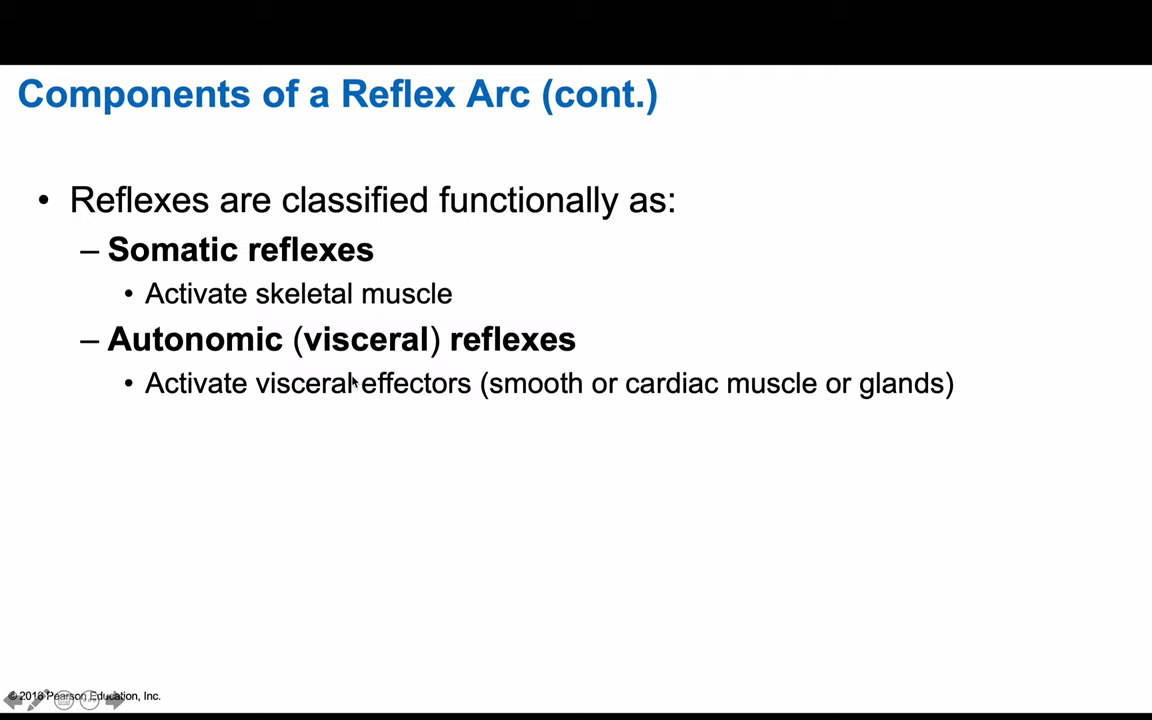 Components of a Reflex Arc (cont.)
• Reflexes are classified functionally as:
– Somatic reflexes
• Activate skeletal muscle
– Autonomic (visceral) reflexes
• Activate visceral effectors (smooth or cardiac muscle or glands)
© 2016 Pearson Education, Inc.